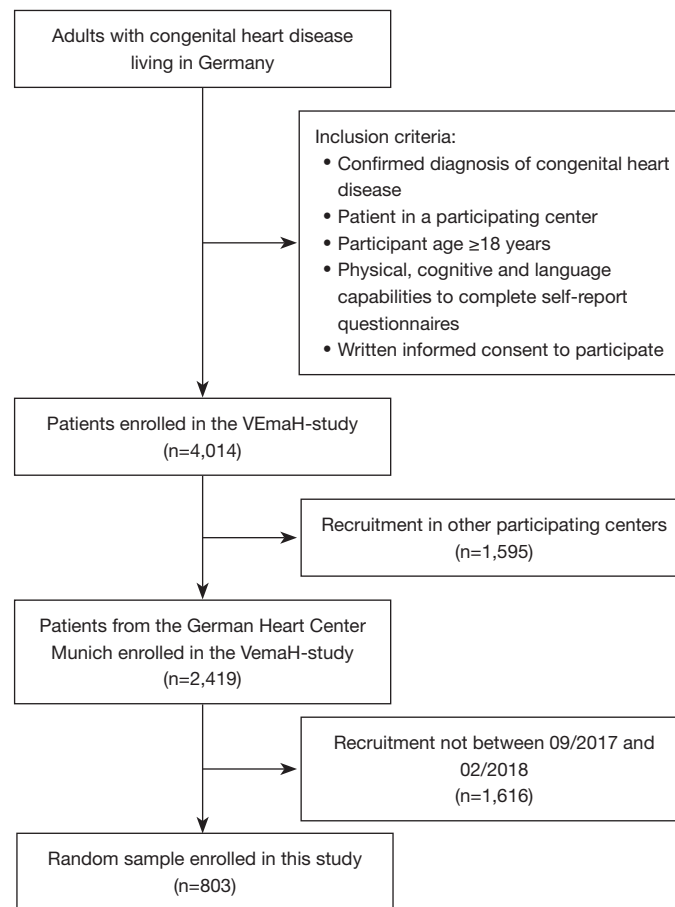 Adults with congenital heart disease
living in Germany
Inclusion criteria:
• Confirmed diagnosis of congenital heart
disease
• Patient in a participating center
• Participant age ≥18 years
• Physical, cognitive and language
capabilities to complete self-report
questionnaires
• Written informed consent to participate
Patients enrolled in the VEmaH-study
(n=4,014)
Recruitment in other participating centers
(n=1,595)
Patients from the German Heart Center
Munich enrolled in the VemaH-study
(n=2,419)
Recruitment not between 09/2017 and
02/2018
(n=1,616)
Random sample enrolled in this study
(n=803)